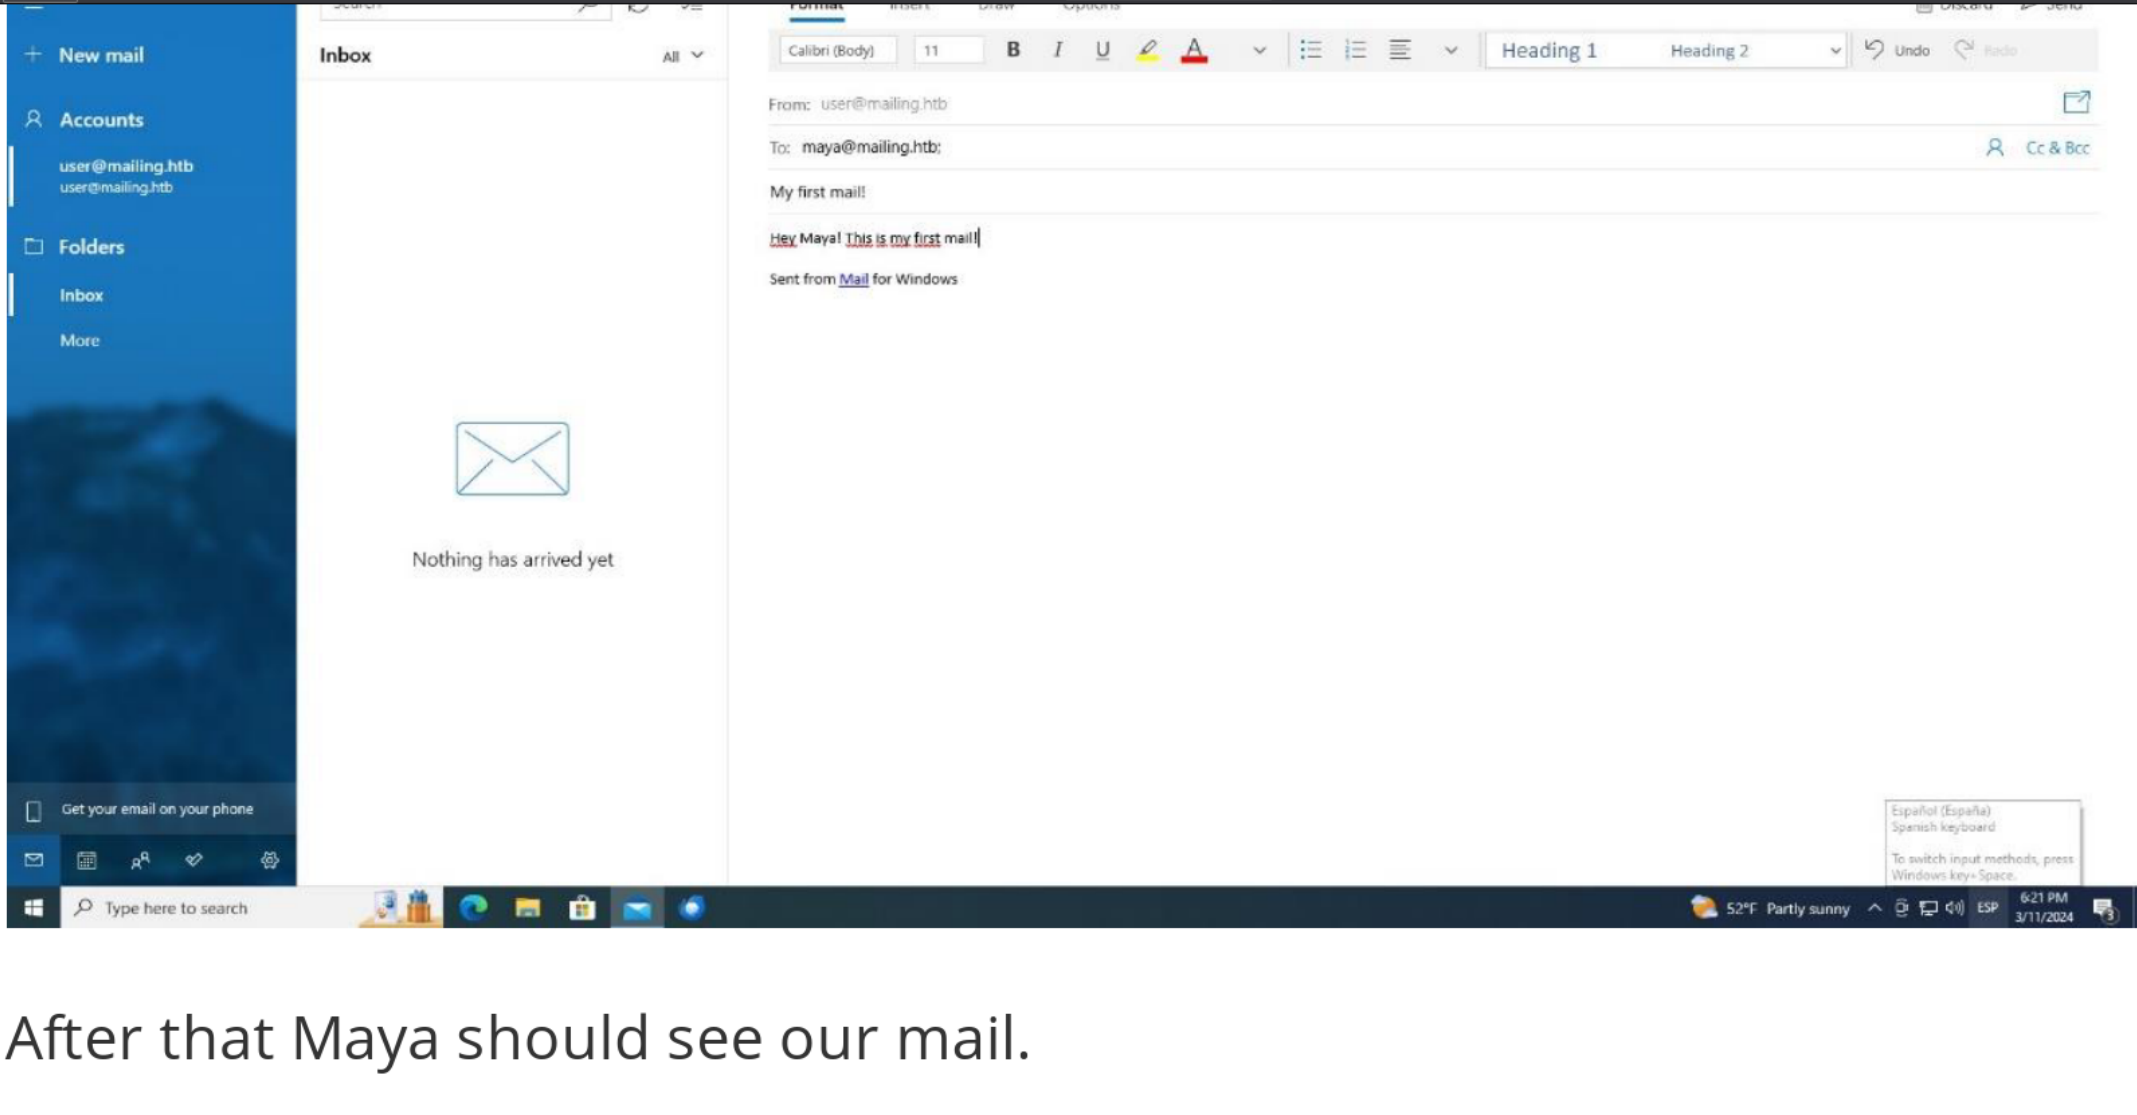 Search
Format Insert Draw Options Discard Send
New mail
Inbox All
Calibri (Body) 11 B I U A Heading 1 Heading 2 Undo Redo
From: user@mailing.htb
Accounts
To: maya@mailing.htb; Cc & Bcc
user@mailing.htb
user@mailing.htb
My first mail!
Hey Maya! This is my first mail!
Folders
Sent from Mail for Windows
Inbox
More
Nothing has arrived yet
Get your email on your phone
Español (España)
Spanish keyboard
To switch input methods, press
Windows key+Space.
Type here to search
52°F Partly sunny ESP
6:21 PM
3/11/2024
3
After that Maya should see our mail.